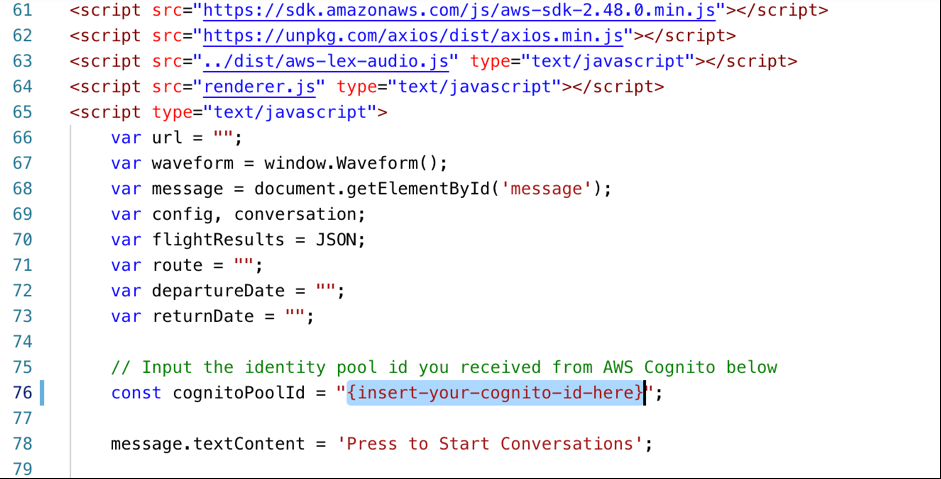 61 <script src="https://sdk.amazonaws.com/js/aws-sdk-2.48.0.min.js"></script>
62 <script src="https://unpkg.com/axios/dist/axios.min.js"></script>
63 <script src="../dist/aws-lex-audio.js" type="text/javascript"></script>
64 <script src="renderer.js" type="text/javascript"></script>
65 <script type="text/javascript">
66 var url = "";
67 var waveform = window.Waveform();
68 var message = document.getElementById('message');
69 var config, conversation;
70 var flightResults = JSON;
71 var route = "";
72 var departureDate = "";
73 var returnDate = "";
74
75 // Input the identity pool id you received from AWS Cognito below
76 const cognitoPoolId = "{insert-your-cognito-id-here}";
77
78 message.textContent = 'Press to Start Conversations';
79